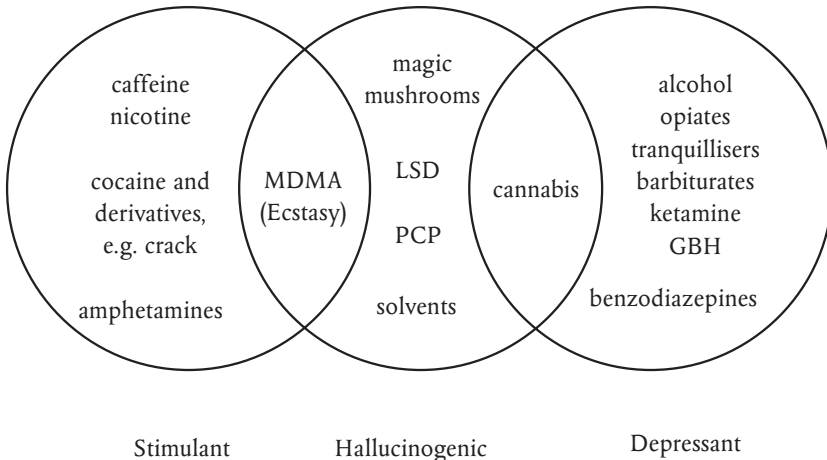 caffeine
nicotine
cocaine and
derivatives,
e.g. crack
amphetamines
MDMA
(Ecstasy)
magic
mushrooms
LSD
PCP
solvents
cannabis
alcohol
opiates
tranquillisers
barbiturates
ketamine
GBH
benzodiazepines
Stimulant
Hallucinogenic
Depressant